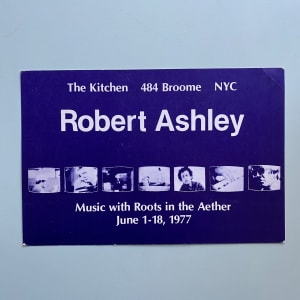 The Kitchen 484 Broome NYC
Robert Ashley
Music with Roots in the Aether
June 1-18, 1977